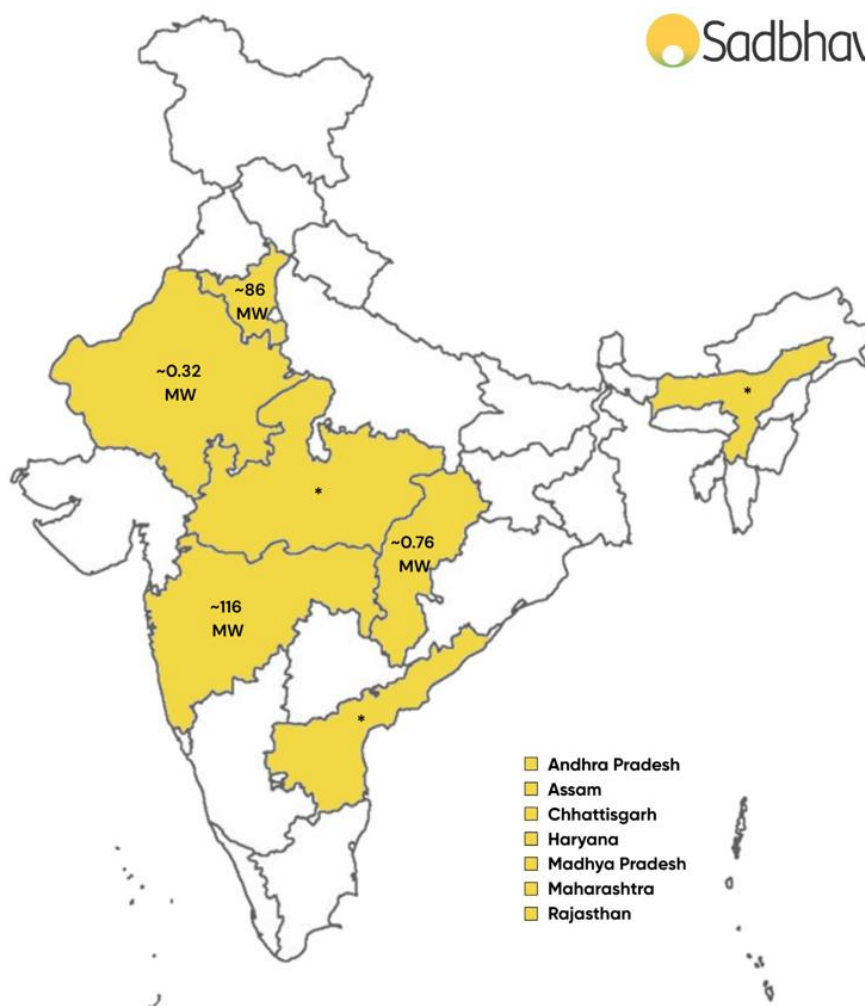 Sadbhav
~86
MW
~0.32
MW
*
*
~0.76
MW
~116
MW
*
Andhra Pradesh
Assam
Chhattisgarh
Haryana
Madhya Pradesh
Maharashtra
Rajasthan